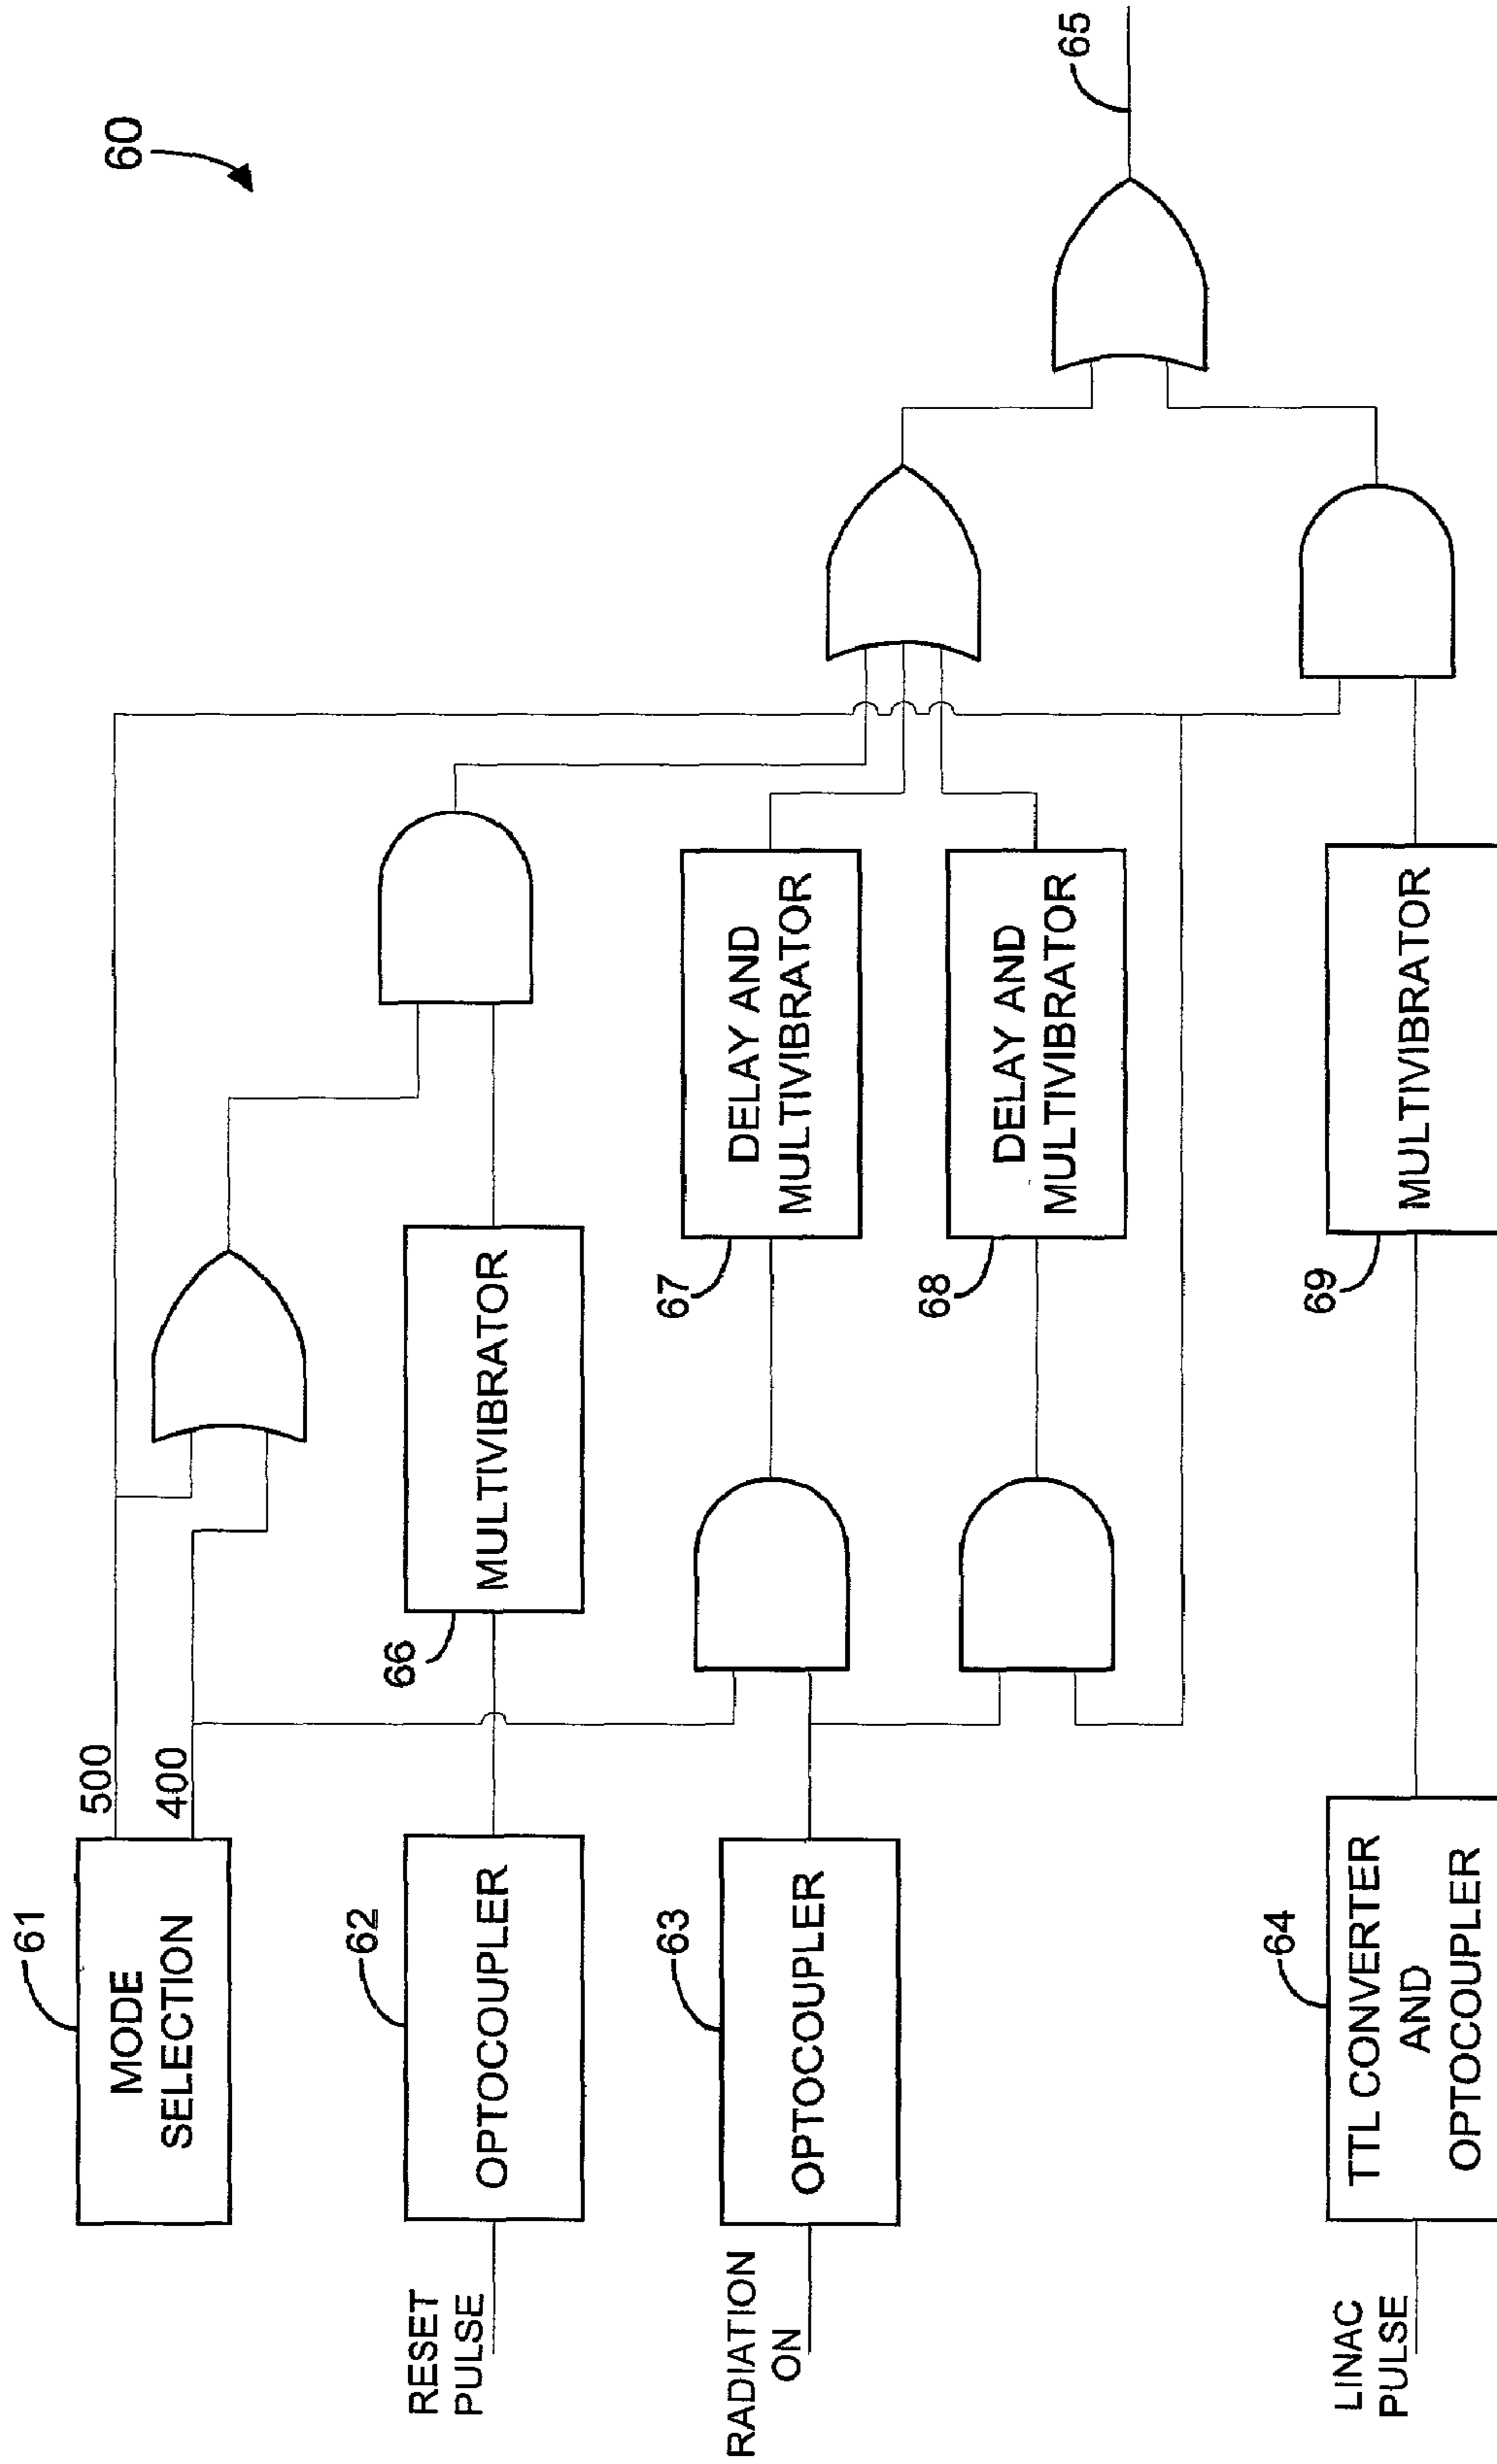 60
61
MODE
SELECTION
500
400
62
RESET
PULSE
OPTOCOUPLER
66
MULTIVIBRATOR
63
RADIATION
ON
OPTOCOUPLER
67
DELAY AND
MULTIVIBRATOR
68
DELAY AND
MULTIVIBRATOR
65
64
LINAC
PULSE
TTL CONVERTER
AND
OPTOCOUPLER
69
MULTIVIBRATOR